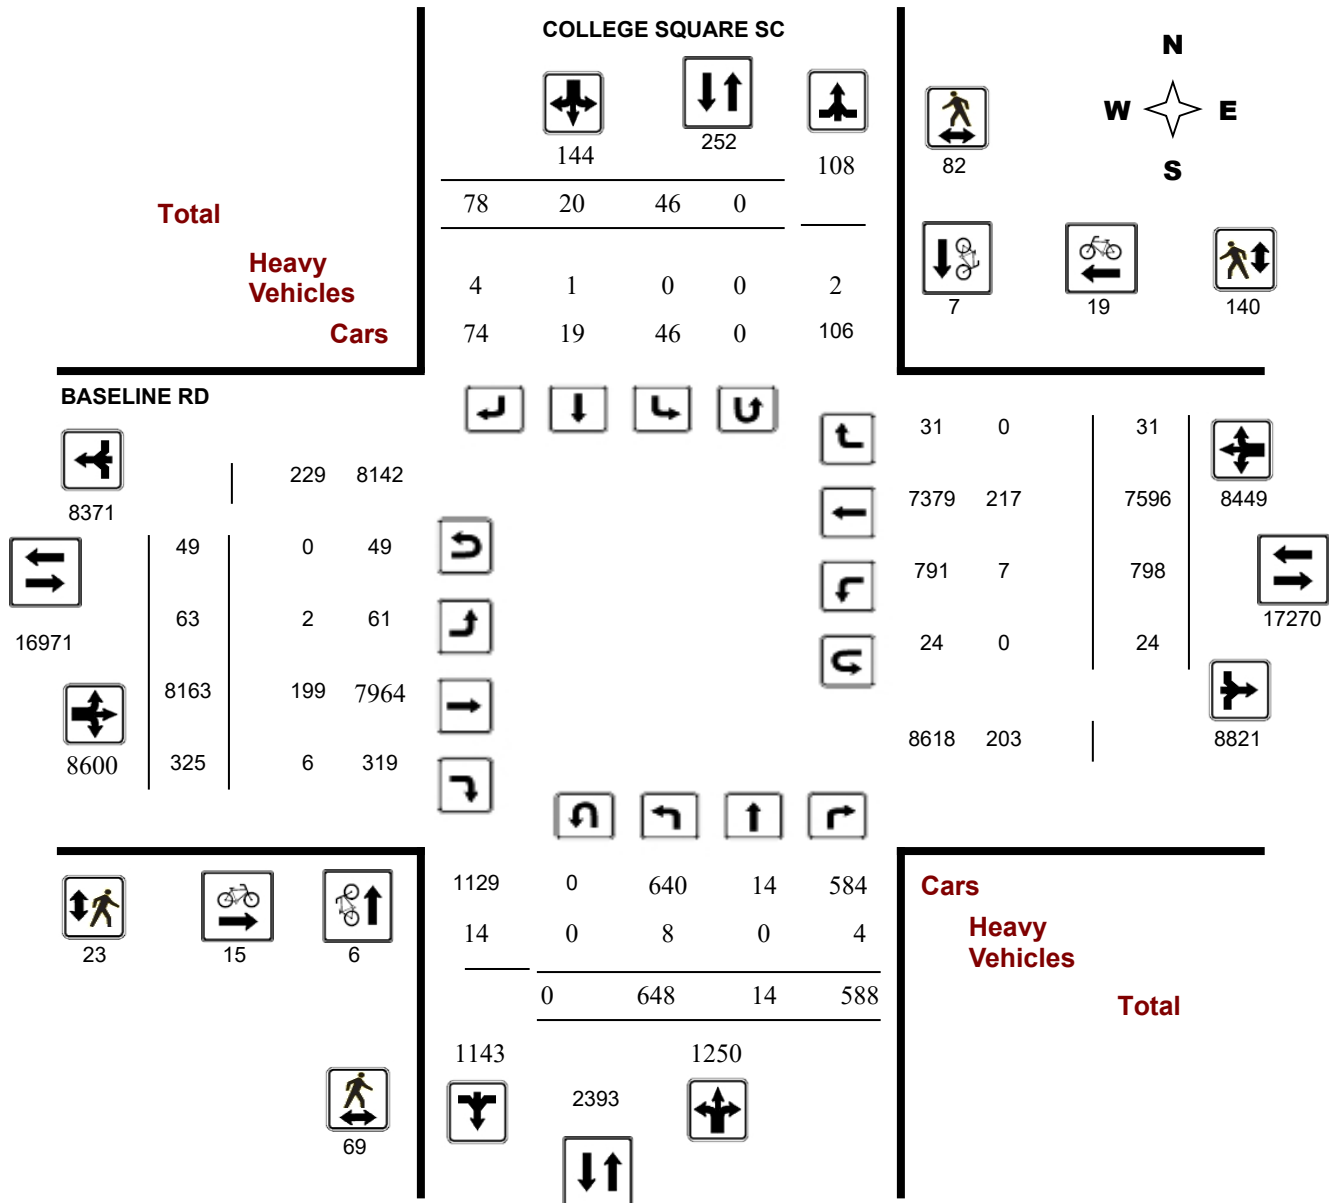 COLLEGE SQUARE SC
N
W E
S
144
252
108
82
78 20 46 0
Total
Heavy
Vehicles
4 1 0 0 2
Cars
74 19 46 0 106
7
19
140
BASELINE RD
31 0 31
229 8142
8371
7379 217 7596
8449
49 0 49
791 7 798
16971
63 2 61
17270
24 0 24
8163 199 7964
8600
325 6 319
8618 203
8821
1129 0 640 14 584
Cars
14 0 8 0 4
Heavy
Vehicles
23
15
6
0 648 14 588
Total
1143
1250
2393
69